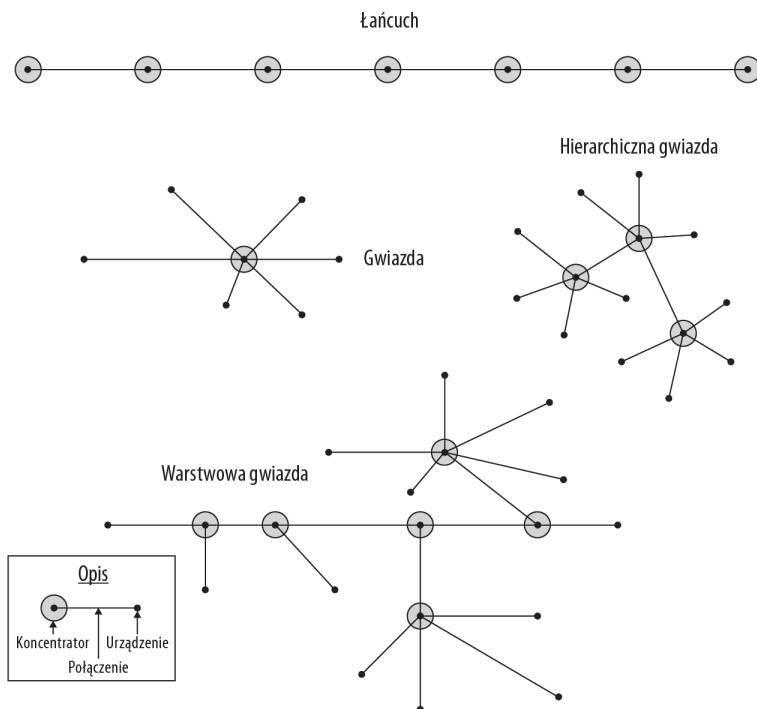 Łańcuch
Hierarchiczna gwiazda
Gwiazda
Warstwowa gwiazda
Opis
Koncentrator
Urządzenie
Połączenie